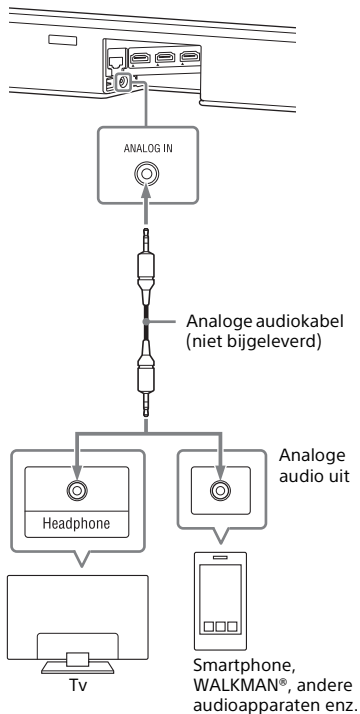 ANALOG IN
Analoge audiokabel
(niet bijgeleverd)
Analoge
audio uit
Headphone
Tv
Smartphone,
WALKMAN®, andere
audioapparaten enz.